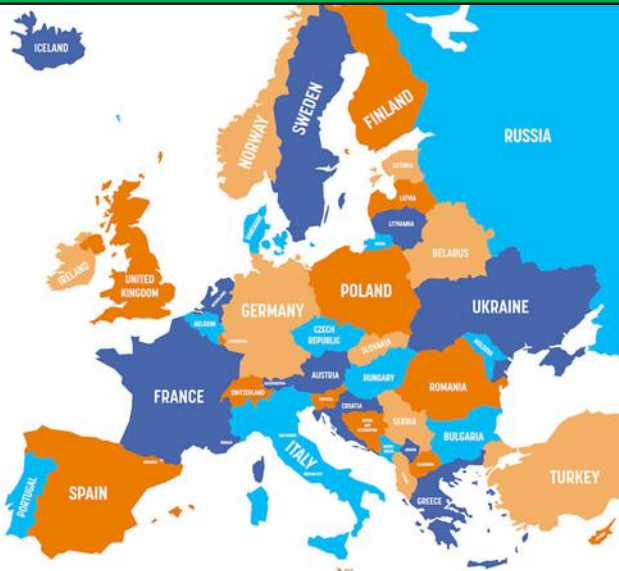 ICELAND
SWEDEN
NORWAY
FINLAND
RUSSIA
ESTONIA
LATVIA
LITHUANIA
BELARUS
IRELAND
UNITED
KINGDOM
GERMANY
POLAND
UKRAINE
BELGIUM
CZECH
REPUBLIC
SLOVAKIA
MOLDOVA
FRANCE
SWITZERLAND
AUSTRIA
HUNGARY
ROMANIA
CROATIA
SERBIA
BULGARIA
ITALY
PORTUGAL
SPAIN
GREECE
TURKEY